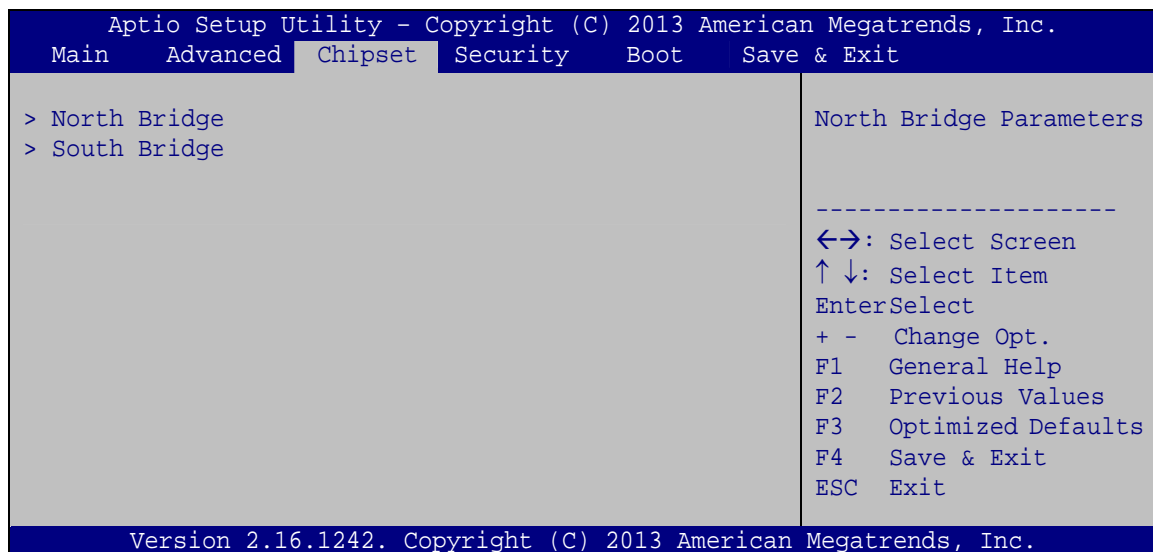 Aptio Setup Utility – Copyright (C) 2013 American Megatrends, Inc.
Main Advanced Chipset Security Boot Save & Exit
> North Bridge
> South Bridge
North Bridge Parameters
---------------------
←→: Select Screen
↑ ↓: Select Item
EnterSelect
+ - Change Opt.
F1 General Help
F2 Previous Values
F3 Optimized Defaults
F4 Save & Exit
ESC Exit
Version 2.16.1242. Copyright (C) 2013 American Megatrends, Inc.